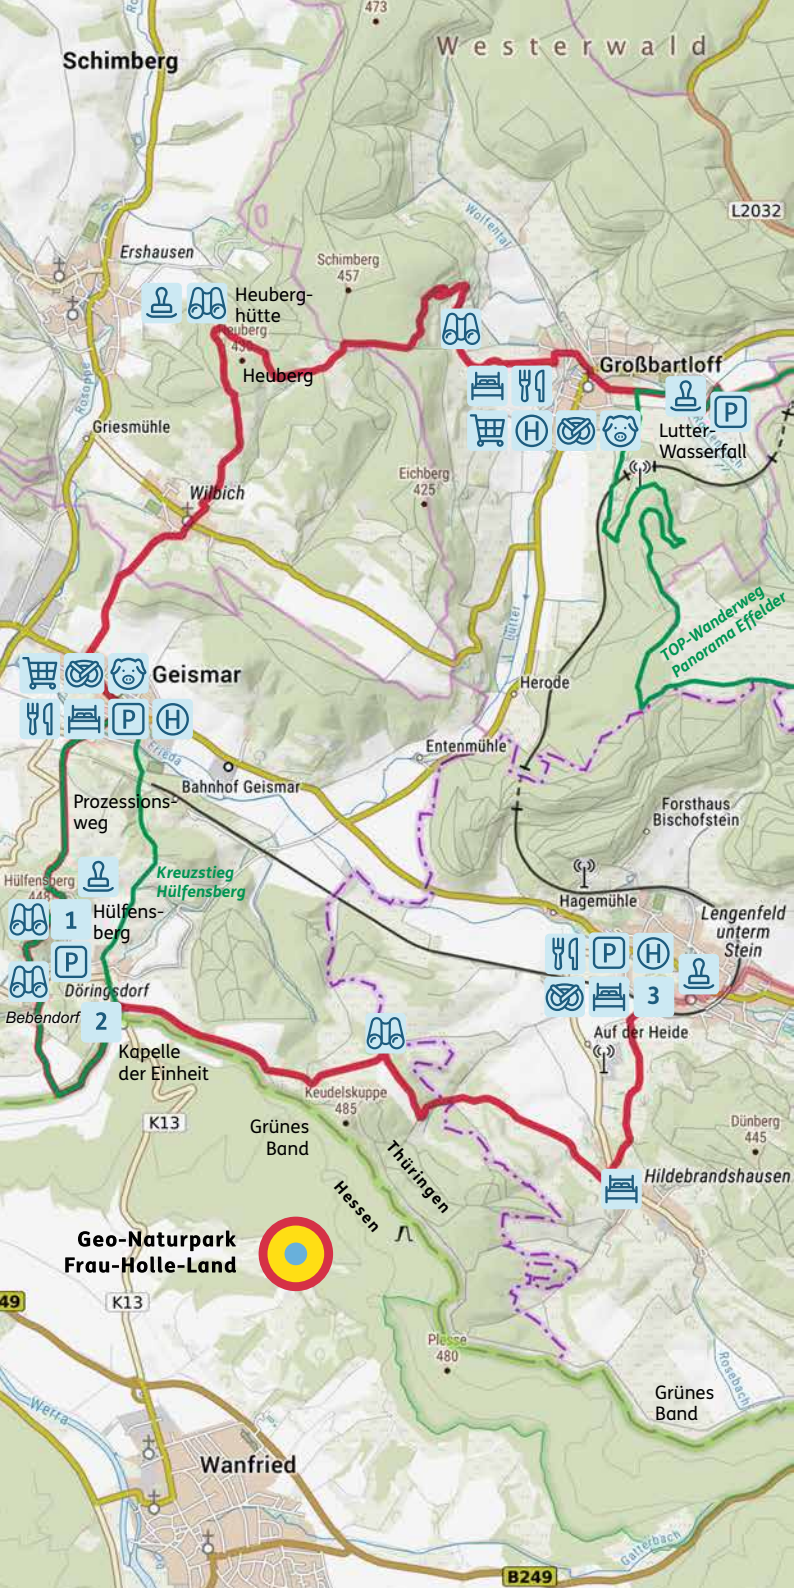 473
Westerwald
Schimberg
L2032
Wolfental
Ershausen
Schimberg
457
Heuberg-
hütte
Heuberg
430
Heuberg
Großbartloff
P
Rosoppe
H
Lutter-
Wasserfall
Griesmühle
Eichberg
425
Wilbich
TOP-Wanderweg
Panorama Effelder
Lutter
Geismar
Herode
P
H
Frieda
Entenmühle
Bahnhof Geismar
Prozessions-
weg
Forsthaus
Bischofstein
Kreuzstieg
Hülfensberg
Hülfensberg
448
1
Hülfens-
berg
Hagemühle
Lengenfeld
unterm
Stein
P
P
H
Döringsdorf
3
Bebendorf
2
Auf der Heide
Kapelle
der Einheit
Keudelskuppe
485
K13
Grünes
Band
Dünberg
445
Thüringen
Hildebrandshausen
Hessen
Geo-Naturpark
Frau-Holle-Land
49
K13
Plesse
480
Rosebach
Grünes
Band
Werra
Wanfried
Gatterbach
B249